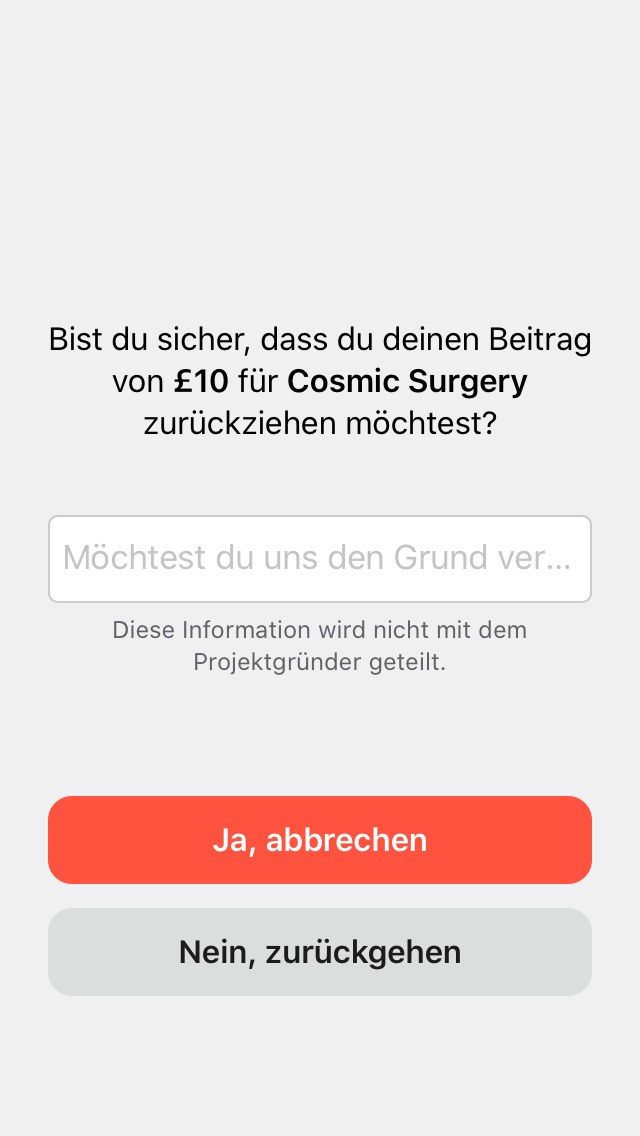 Bist du sicher, dass du deinen Beitrag
von £10 für Cosmic Surgery
zurückziehen möchtest?
Möchtest du uns den Grund ver...
Diese Information wird nicht mit dem
Projektgründer geteilt.
Ja, abbrechen
Nein, zurückgehen